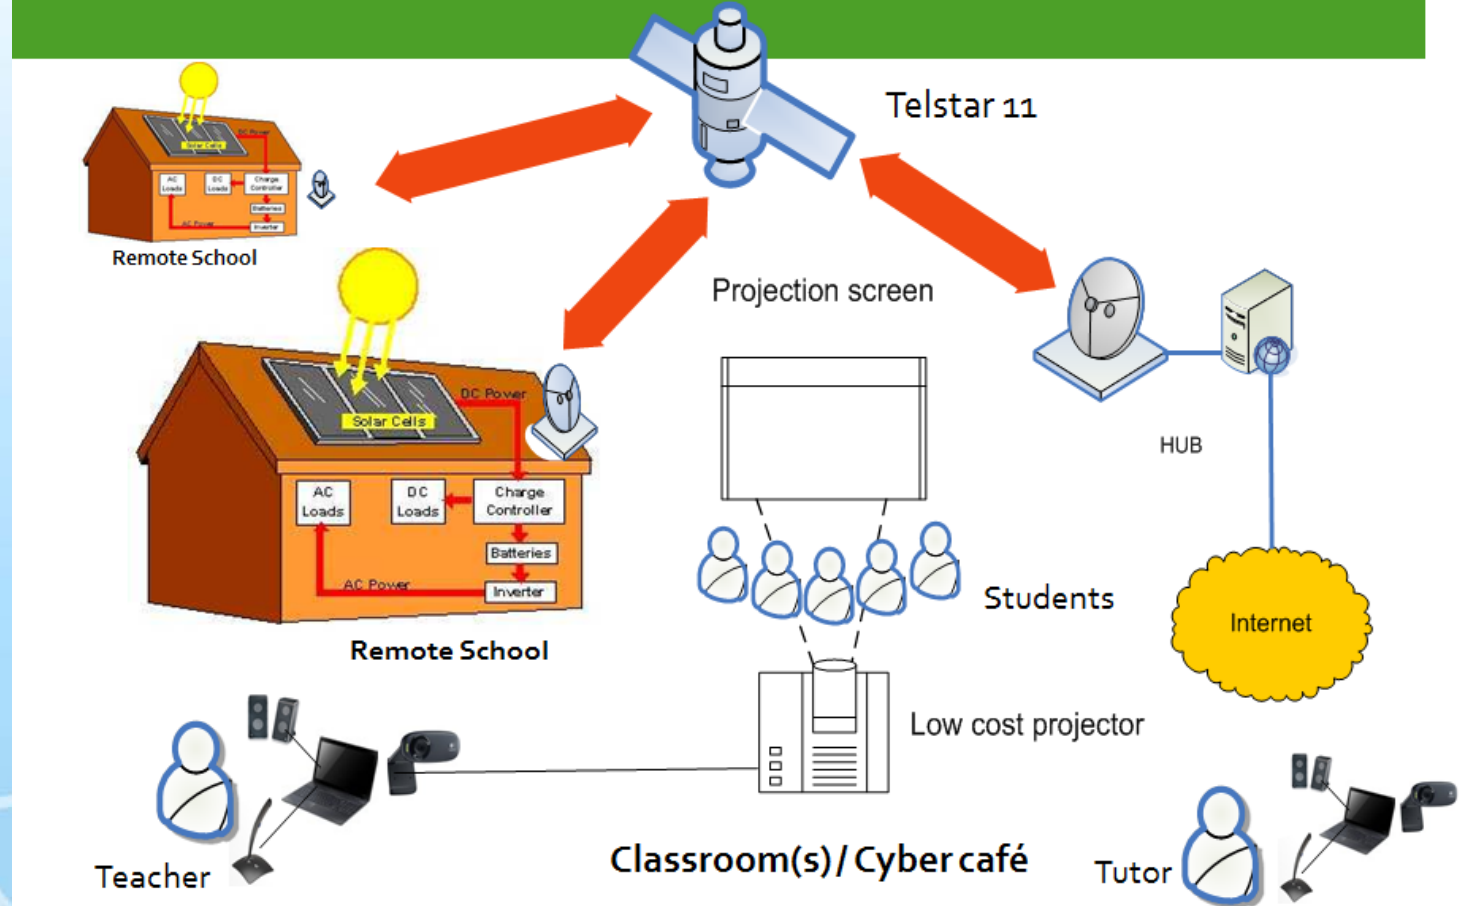 Telstar 11
DC Power
Solar Cells
AC
Loads
DC
Loads
Charge
Controller
Batteries
AC Power
Inverter
Remote School
Projection screen
DC Power
Solar Cells
AC
Loads
DC
Loads
Charge
Controller
Batteries
AC Power
Inverter
Remote School
HUB
Students
Internet
Low cost projector
Teacher
Classroom(s)/ Cyber café
Tutor